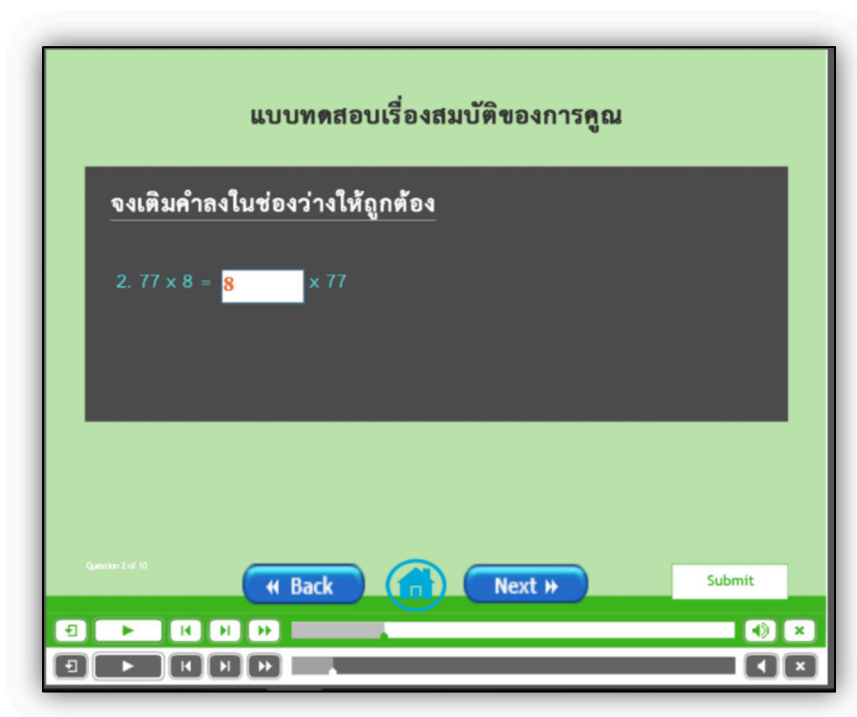 แบบทดสอบเรื่องสมบัติของการคูณ
จงเติมคำลงในช่องว่างให้ถูกต้อง
2. 77 x 8 = 8 x 77
Question 2 of 10
Back
Next
Submit